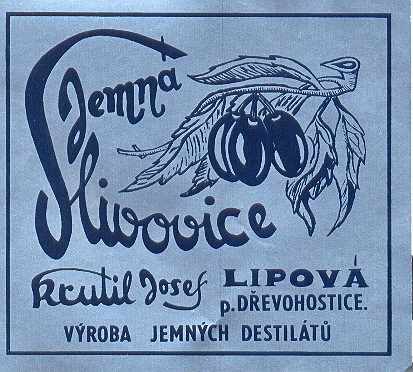 Jemná
Slivovice
Krutil Josef LIPOVÁ
p. DŘEVOHOSTICE.
VÝROBA JEMNÝCH DESTILÁTŮ